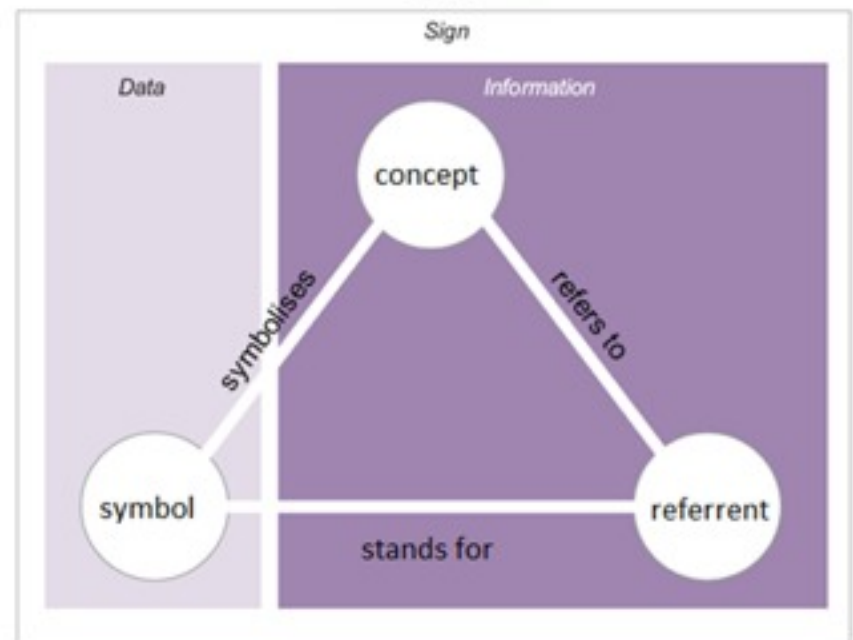 Sign
Data
Information
concept
symbolises
refers to
symbol
referrent
stands for